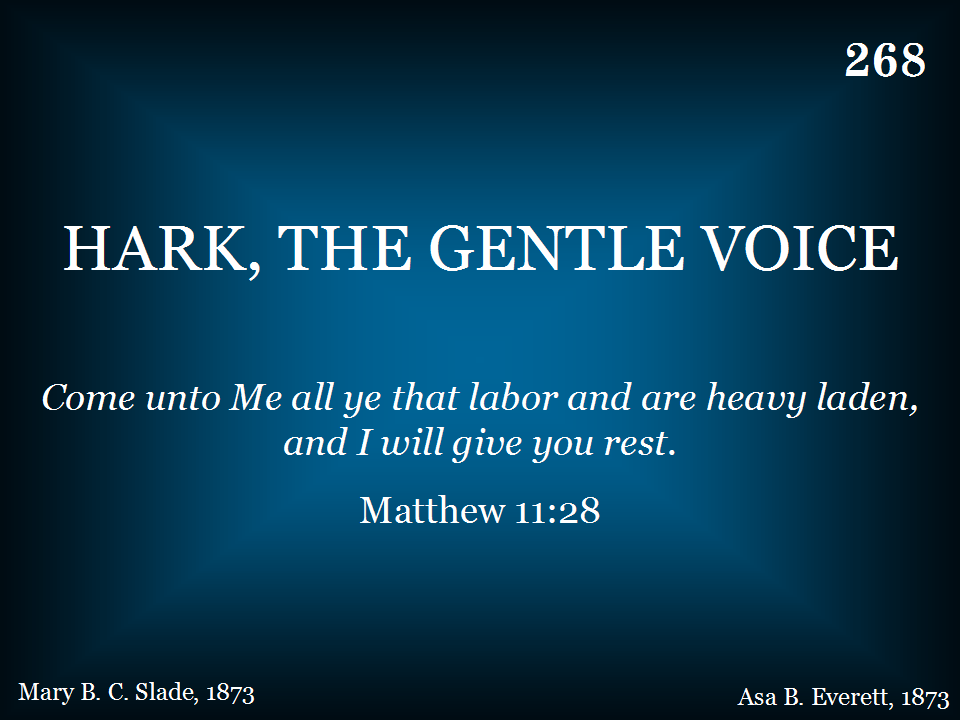 268
HARK, THE GENTLE VOICE
Come unto Me all ye that labor and are heavy laden,
and I will give you rest.
Matthew 11:28
Mary B. C. Slade, 1873
Asa B. Everett, 1873